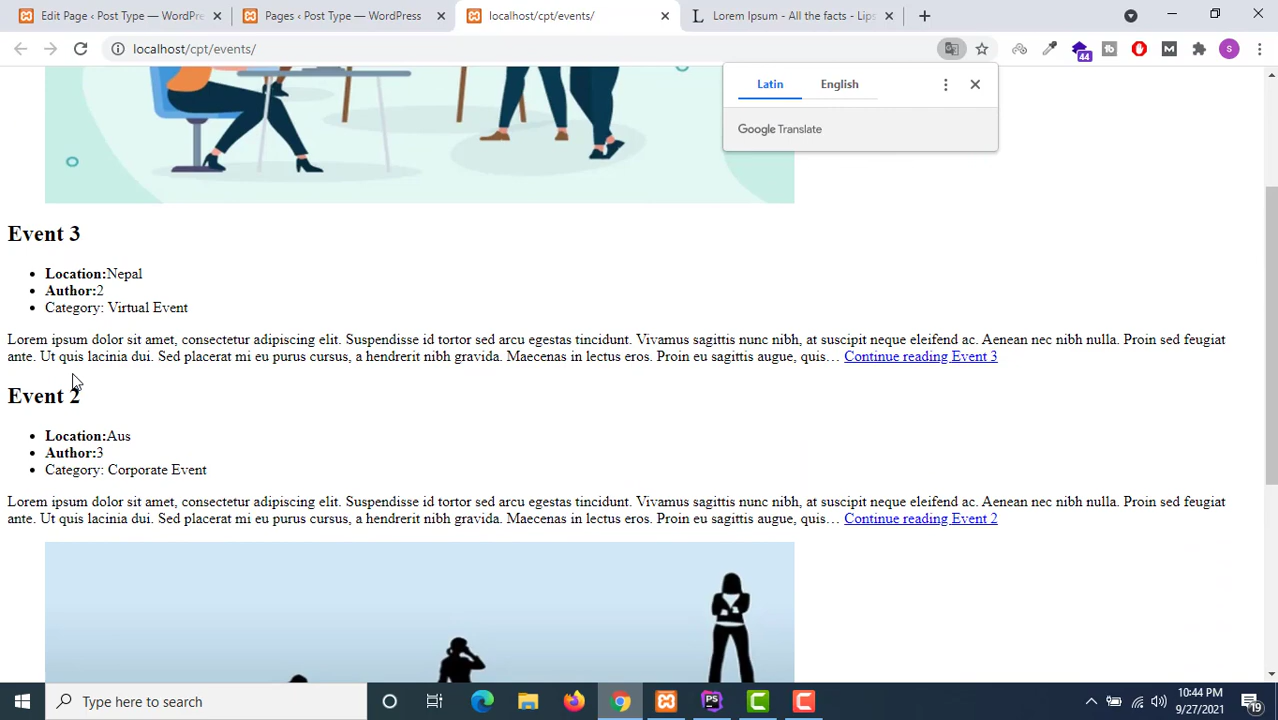 Edit Page ‹ Post Type — WordPre
Pages ‹ Post Type — WordPress
localhost/cpt/events/
Lorem Ipsum - All the facts - Lips
localhost/cpt/events/
44
S
Latin
English
Google Translate
Event 3
Location:Nepal
Author:2
Category: Virtual Event
Lorem ipsum dolor sit amet, consectetur adipiscing elit. Suspendisse id tortor sed arcu egestas tincidunt. Vivamus sagittis nunc nibh, at suscipit neque eleifend ac. Aenean nec nibh nulla. Proin sed feugiat
ante. Ut quis lacinia dui. Sed placerat mi eu purus cursus, a hendrerit nibh gravida. Maecenas in lectus eros. Proin eu sagittis augue, quis… Continue reading Event 3
Event 2
Location:Aus
Author:3
Category: Corporate Event
Lorem ipsum dolor sit amet, consectetur adipiscing elit. Suspendisse id tortor sed arcu egestas tincidunt. Vivamus sagittis nunc nibh, at suscipit neque eleifend ac. Aenean nec nibh nulla. Proin sed feugiat
ante. Ut quis lacinia dui. Sed placerat mi eu purus cursus, a hendrerit nibh gravida. Maecenas in lectus eros. Proin eu sagittis augue, quis… Continue reading Event 2
Type here to search
PS
10:44 PM
9/27/2021
19